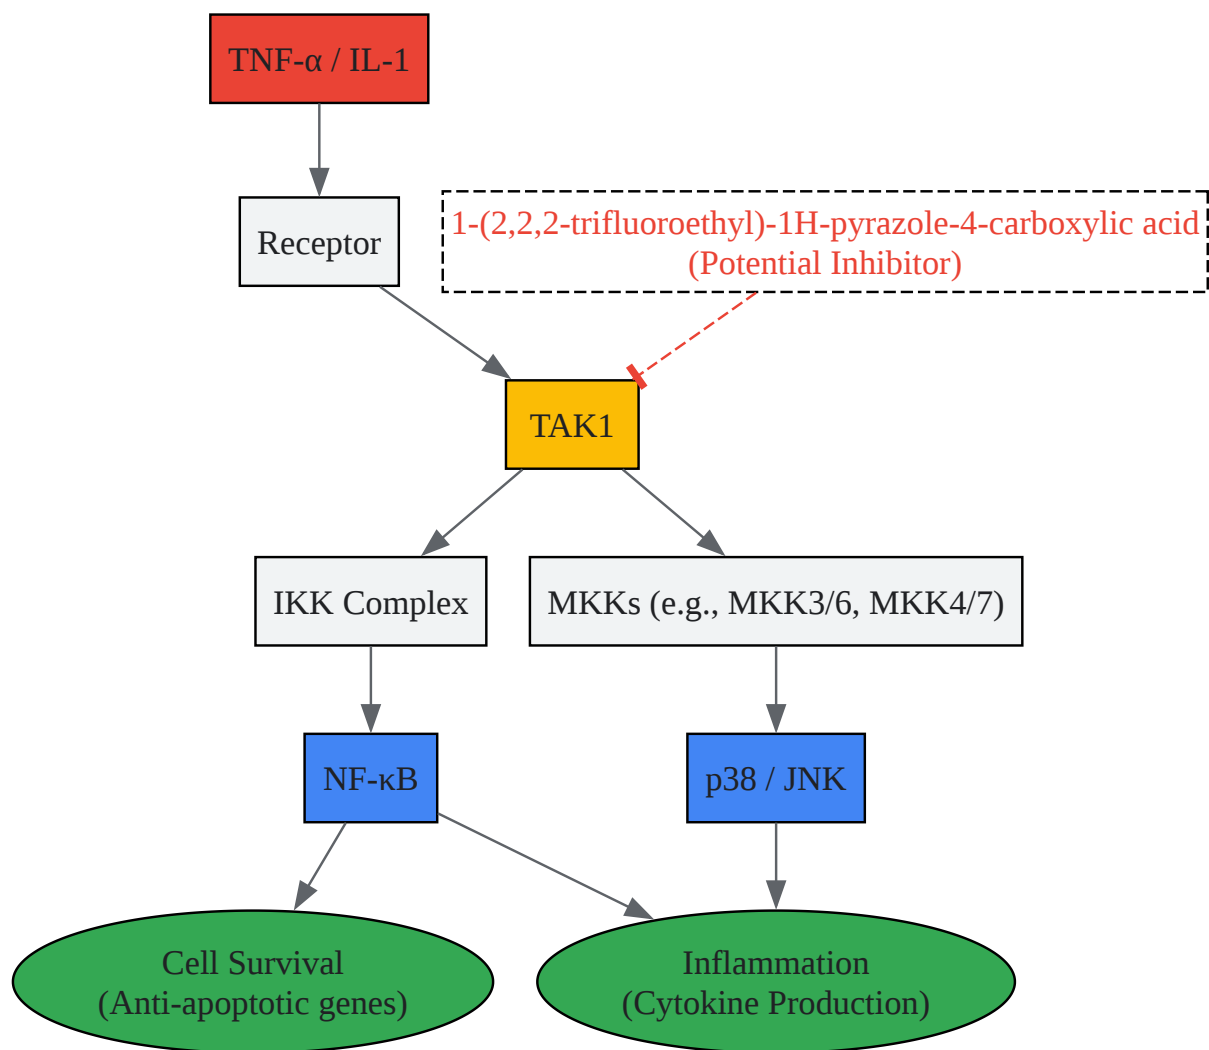 TNF-α / IL-1
Receptor
1-(2,2,2-trifluoroethyl)-1H-pyrazole-4-carboxylic acid
(Potential Inhibitor)
TAK1
IKK Complex
MKKs (e.g., MKK3/6, MKK4/7)
NF-κB
p38 / JNK
Cell Survival
(Anti-apoptotic genes)
Inflammation
(Cytokine Production)